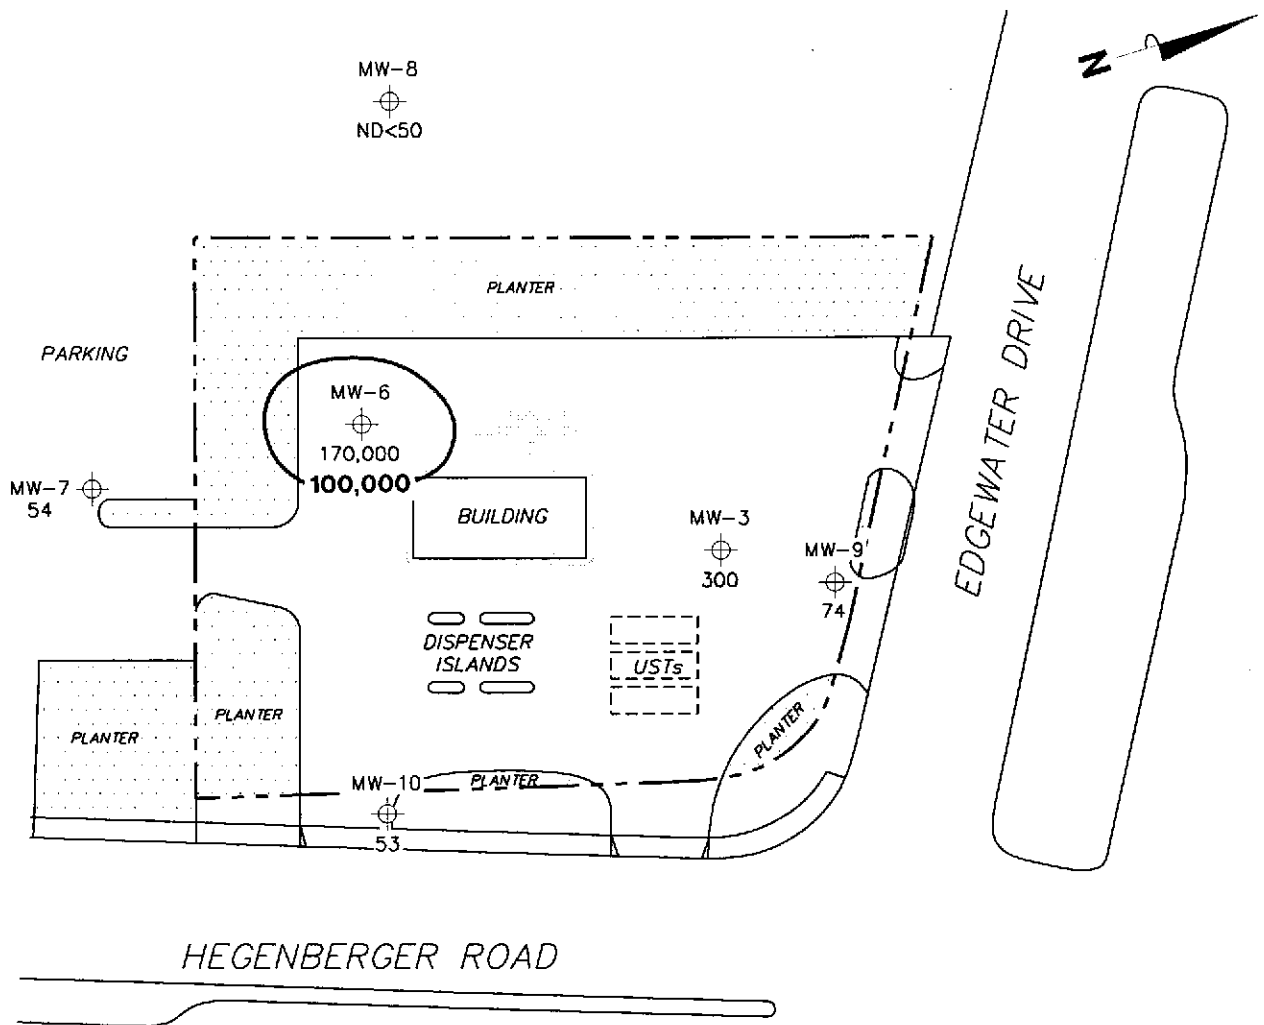 N
MW-8
ND<50
PLANTER
PARKING
MW-6
170,000
100,000
MW-7
54
BUILDING
MW-3
300
MW-9
74
EDGEWATER DRIVE
DISPENSER
ISLANDS
USTs
PLANTER
PLANTER
PLANTER
MW-10
53
PLANTER
HEGENBERGER ROAD